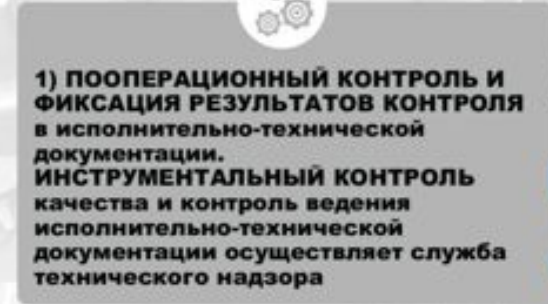 1) ПООПЕРАЦИОННЫЙ КОНТРОЛЬ И
ФИКСАЦИЯ РЕЗУЛЬТАТОВ КОНТРОЛЯ
в исполнительно-технической
документации.
ИНСТРУМЕНТАЛЬНЫЙ КОНТРОЛЬ
качества и контроль ведения
исполнительно-технической
документации осуществляет служба
технического надзора